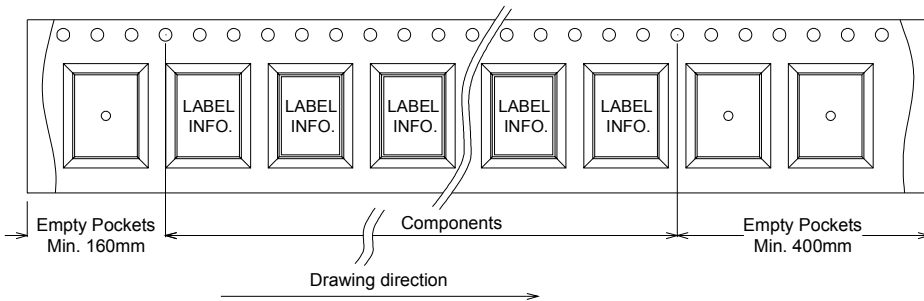 LABEL
INFO.
LABEL
INFO.
LABEL
INFO.
LABEL
INFO.
LABEL
INFO.
Empty Pockets
Min. 160mm
Components
Empty Pockets
Min. 400mm
Drawing direction